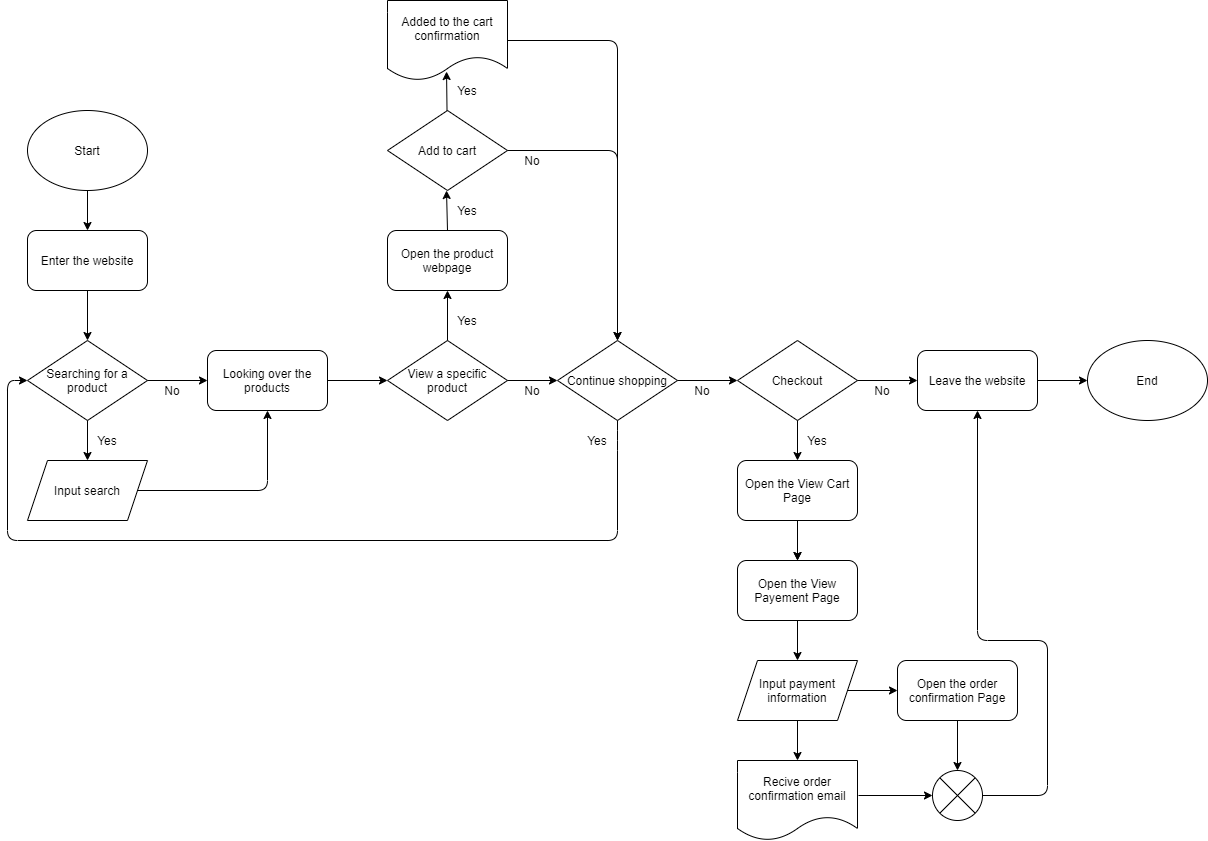 Added to the cart
confirmation
Yes
Start
Add to cart
No
Yes
Enter the website
Open the product
webpage
Yes
Searching for a
product
No
Looking over the
products
View a specific
product
No
Continue shopping
No
Checkout
No
Leave the website
End
Yes
Yes
Yes
Input search
Open the View Cart
Page
Open the View
Payement Page
Input payment
information
Open the order
confirmation Page
Recive order
confirmation email